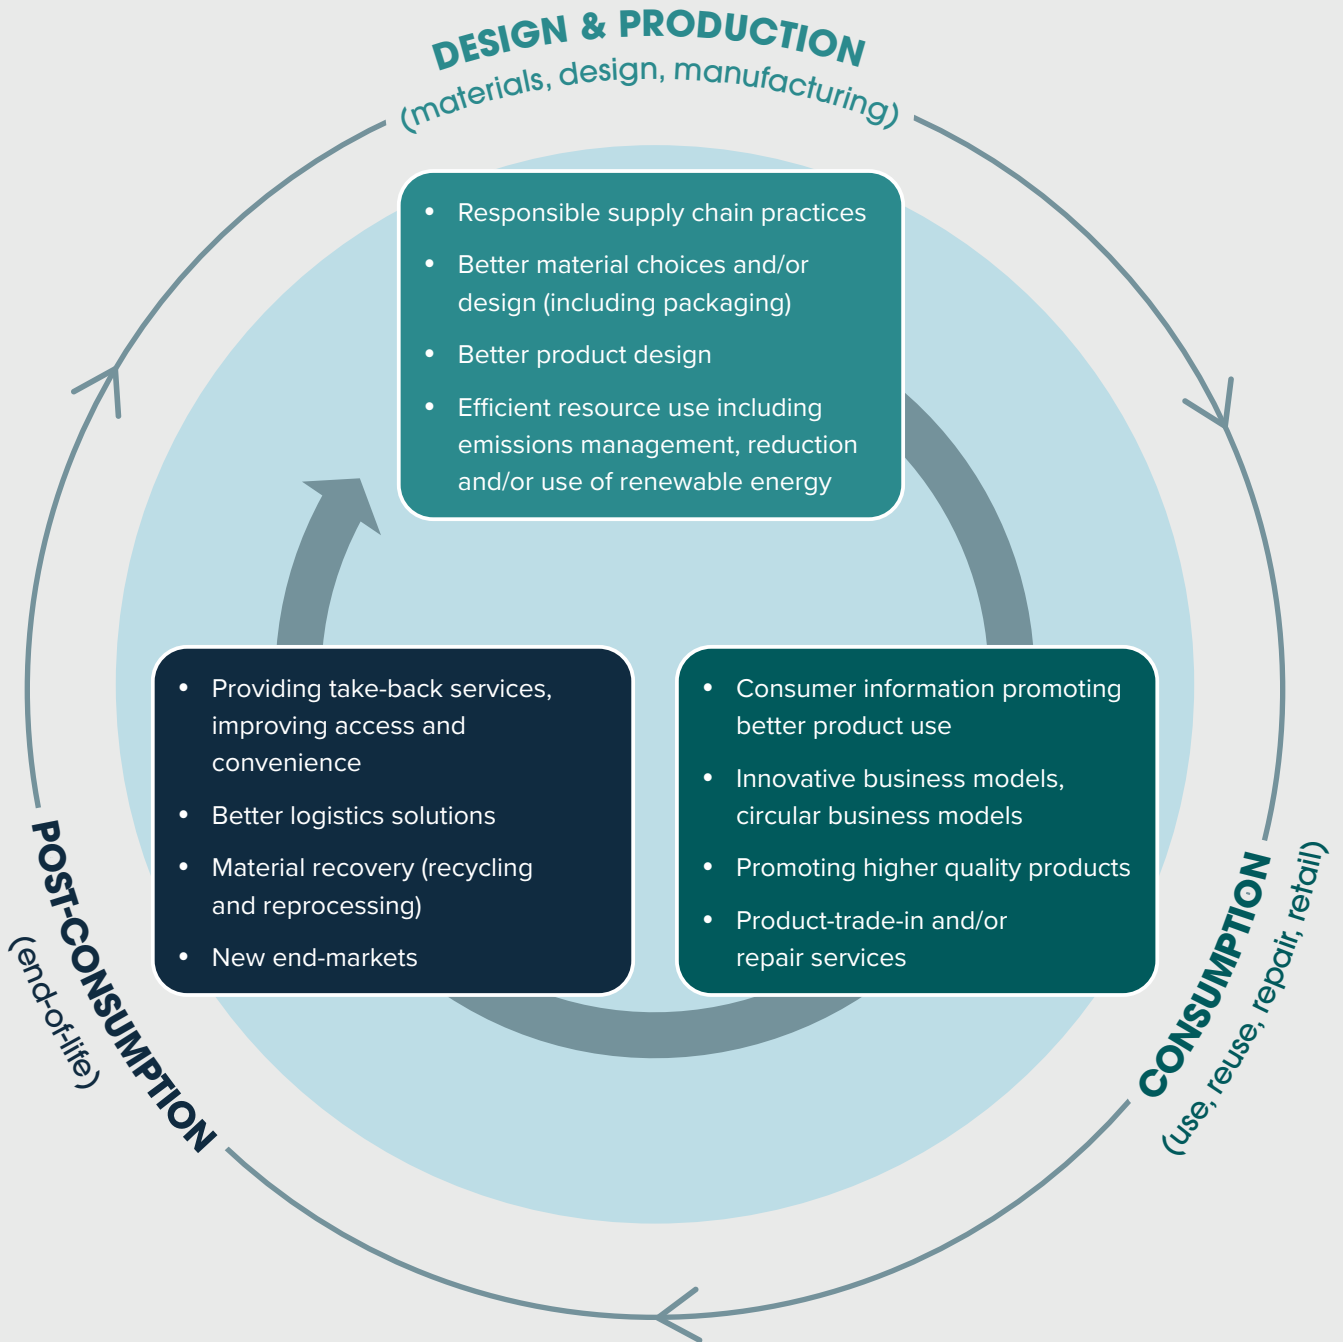 DESIGN & PRODUCTION
(materials, design, manufacturing)
• Responsible supply chain practices
• Better material choices and/or
design (including packaging)
• Better product design
• Efficient resource use including
emissions management, reduction
and/or use of renewable energy
• Consumer information promoting
better product use
• Innovative business models,
circular business models
• Promoting higher quality products
• Product-trade-in and/or
repair services
CONSUMPTION
(use, reuse, repair, retail)
• Providing take-back services,
improving access and
convenience
• Better logistics solutions
• Material recovery (recycling
and reprocessing)
• New end-markets
POST-CONSUMPTION
(end-of-life)